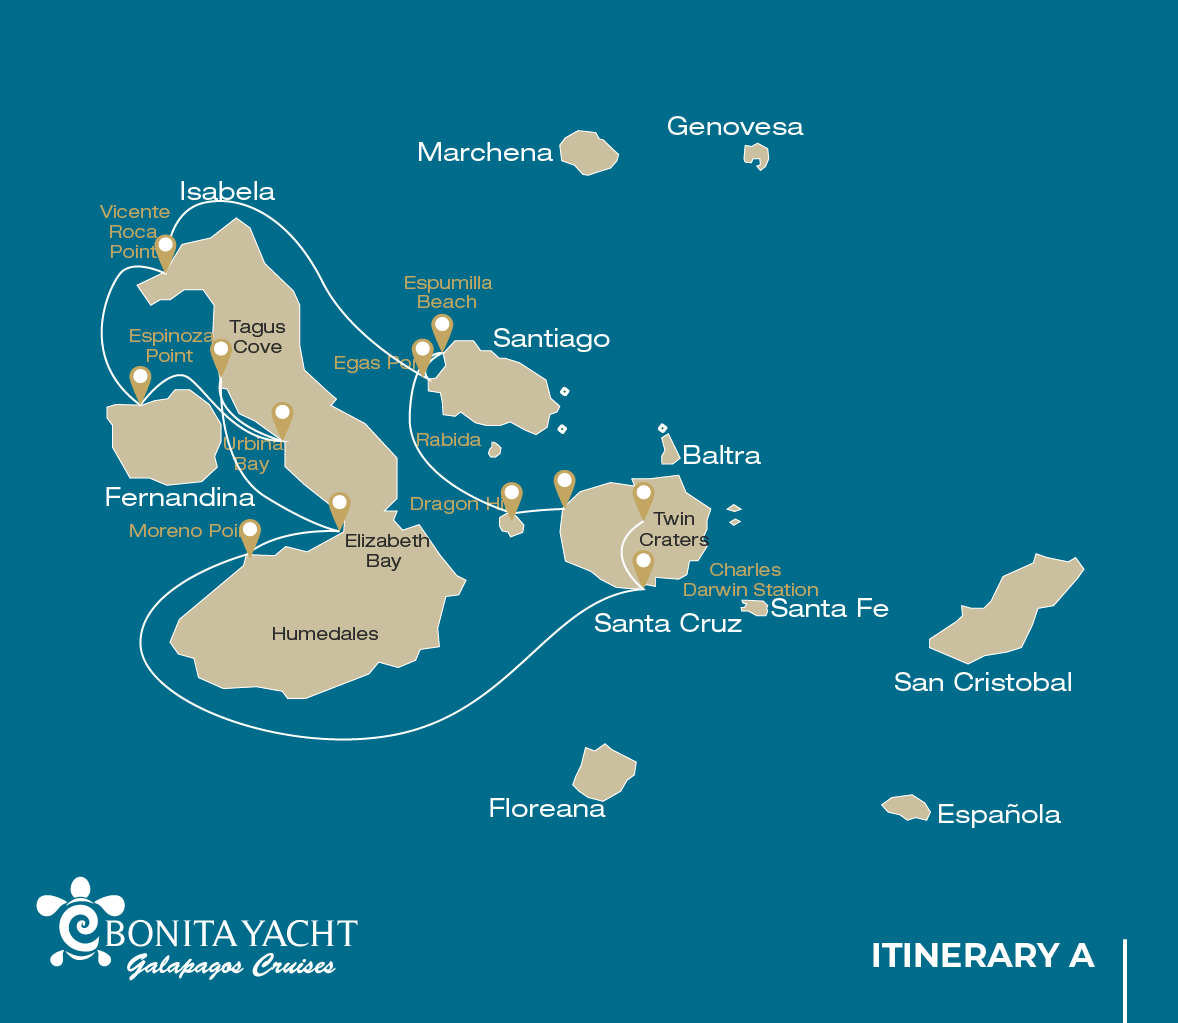 Genovesa
Marchena
Isabela
Vicente
Roca
Point
Espumilla
Beach
Tagus
Cove
Espinoza
Point
Santiago
Egas Poi
Rabida
Urbina
Bay
Baltra
Fernandina
Dragon Hi
Twin
Craters
Moreno Poi
Elizabeth
Bay
Charles
Darwin Station
Santa Fe
Santa Cruz
Humedales
San Cristobal
Floreana
Española
BONITA YACHT
Galapagos Cruises
ITINERARY A